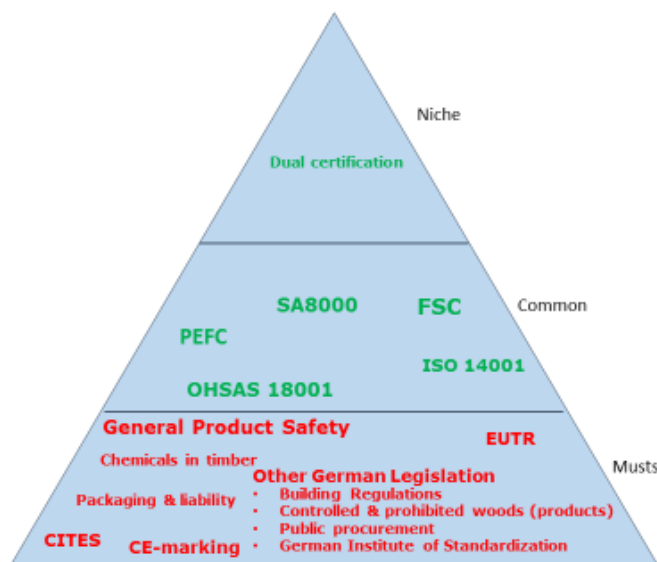 Niche
Dual certification
SA8000
FSC
Common
PEFC
ISO 14001
OHSAS 18001
General Product Safety
EUTR
Chemicals in timber
Musts
Other German Legislation
Packaging & liability
• Building Regulations
• Controlled & prohibited woods (products)
• Public procurement
• German Institute of Standardization
CITES
CE-marking